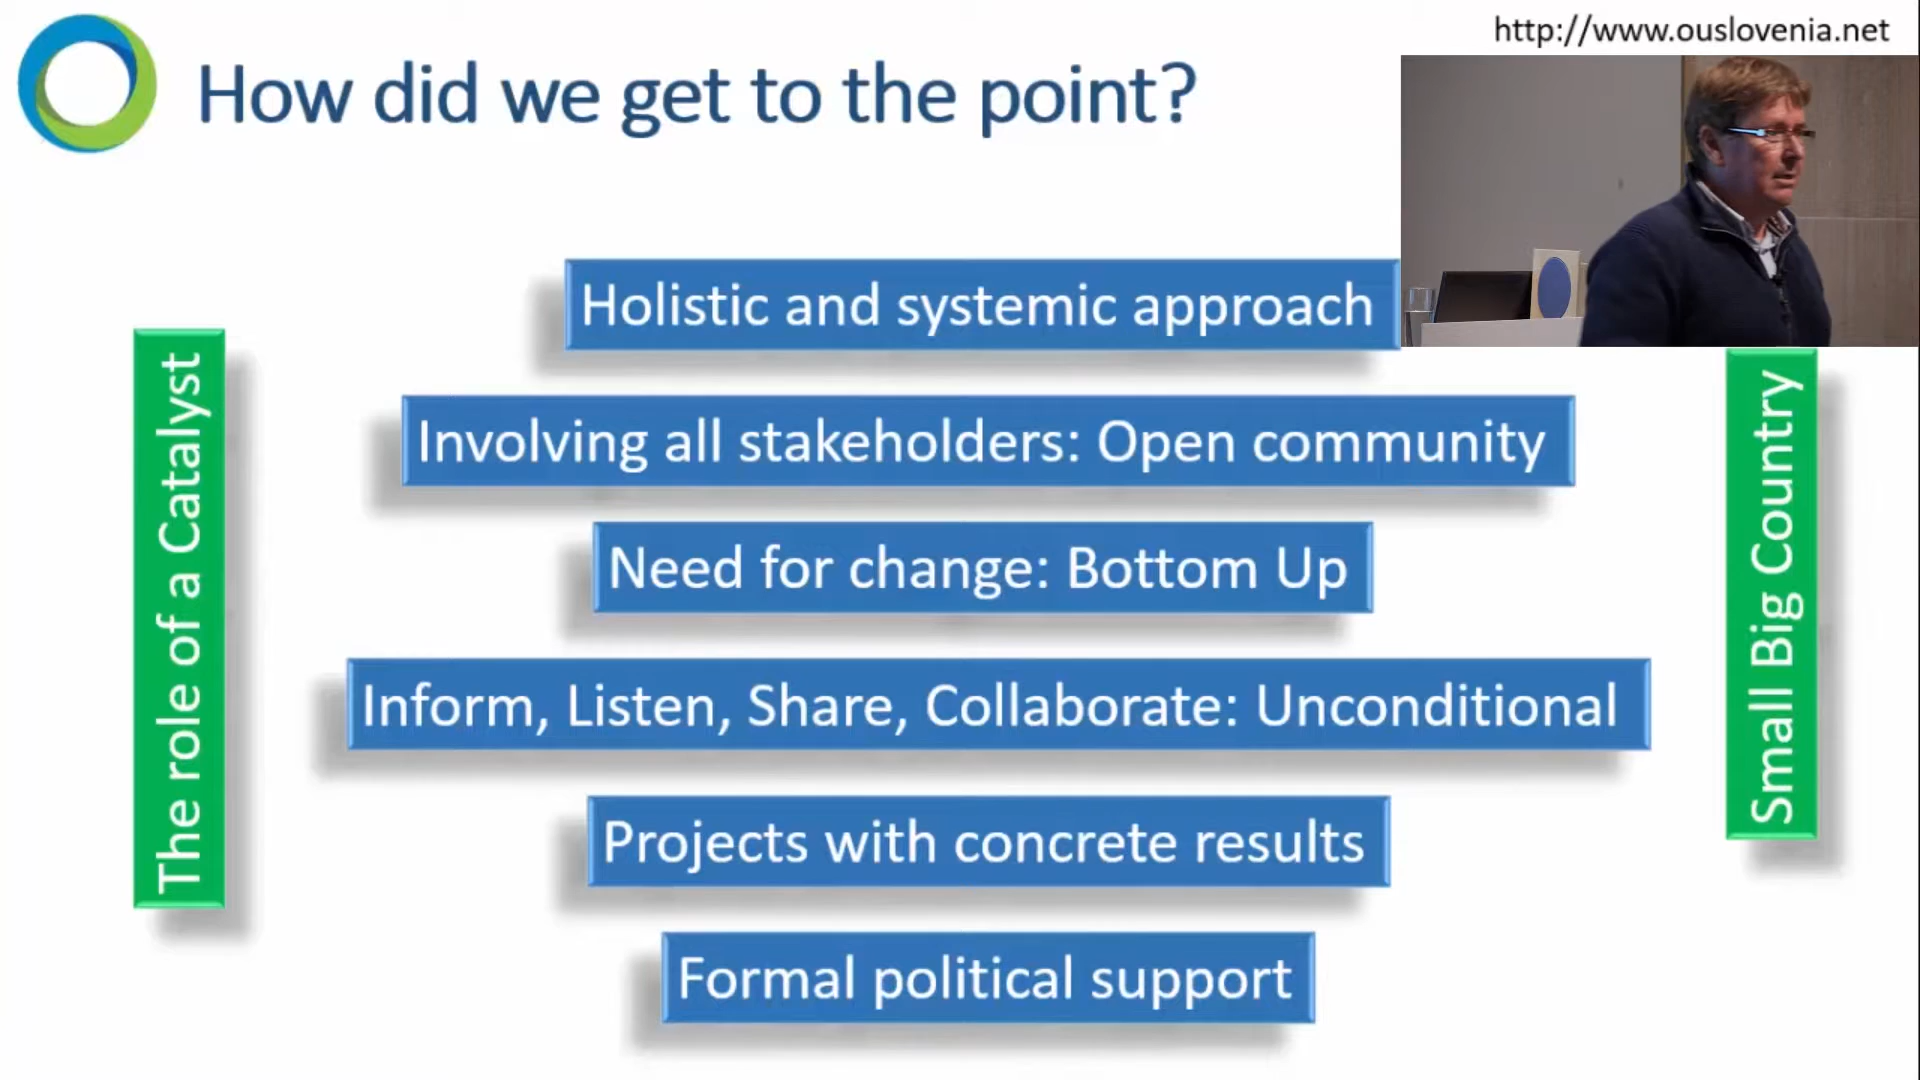 http://www.ouslovenia.net
How did we get to the point?
Holistic and systemic approach
Involving all stakeholders: Open community
Need for change: Bottom Up
Inform, Listen, Share, Collaborate: Unconditional
Projects with concrete results
Formal political support
The role of a Catalyst
Small Big Country